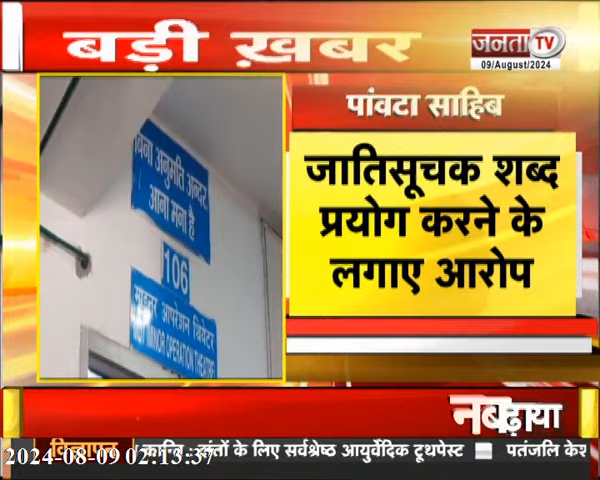 बड़ी ख़बर
जनता TV
09/August/2024
पांवटा साहिब
जातिसूचक शब्द
प्रयोग करने के
लगाए आरोप
बिना अनुमति अन्दर
आना मना है
106
माइनर आपरेशन थियेटर
MINOR OPERATION THEATRE
विज्ञापन
दांतों के लिए सर्वश्रेष्ठ आयुर्वेदिक टूथपेस्ट
पतंजलि केश
2024-08-09 02:13:37